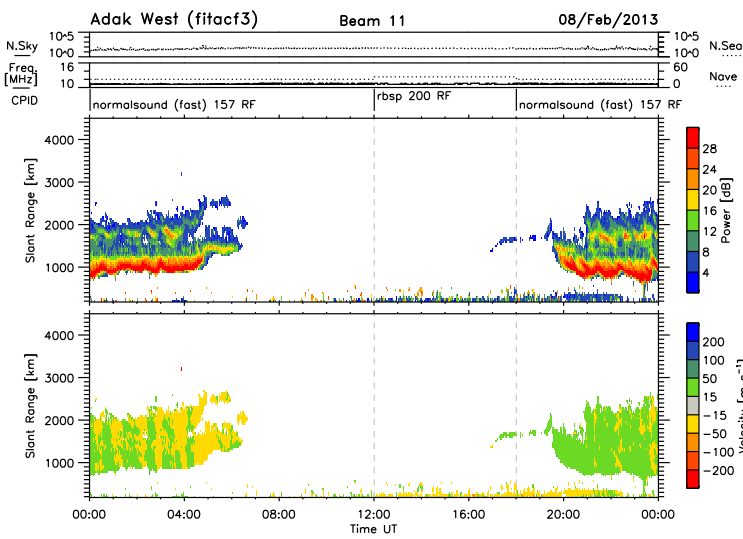 Adak West (fitacf3) Beam 11 08/Feb/2013
N.Sky 10^5 10^5 N.Sea
10^0 10^0
Freq 16 60 Nave
[MHz] 10 0
CPID normalsound (fast) 157 RF rbsp 200 RF normalsound (fast) 157 RF
Slant Range [km]
4000
3000
2000
1000
28
24
20
16
12
8
4
Power [dB]
Slant Range [km]
4000
3000
2000
1000
200
100
50
15
-15
-50
-100
-200
Velocity [m s⁻¹]
00:00 04:00 08:00 12:00 16:00 20:00 00:00
Time UT